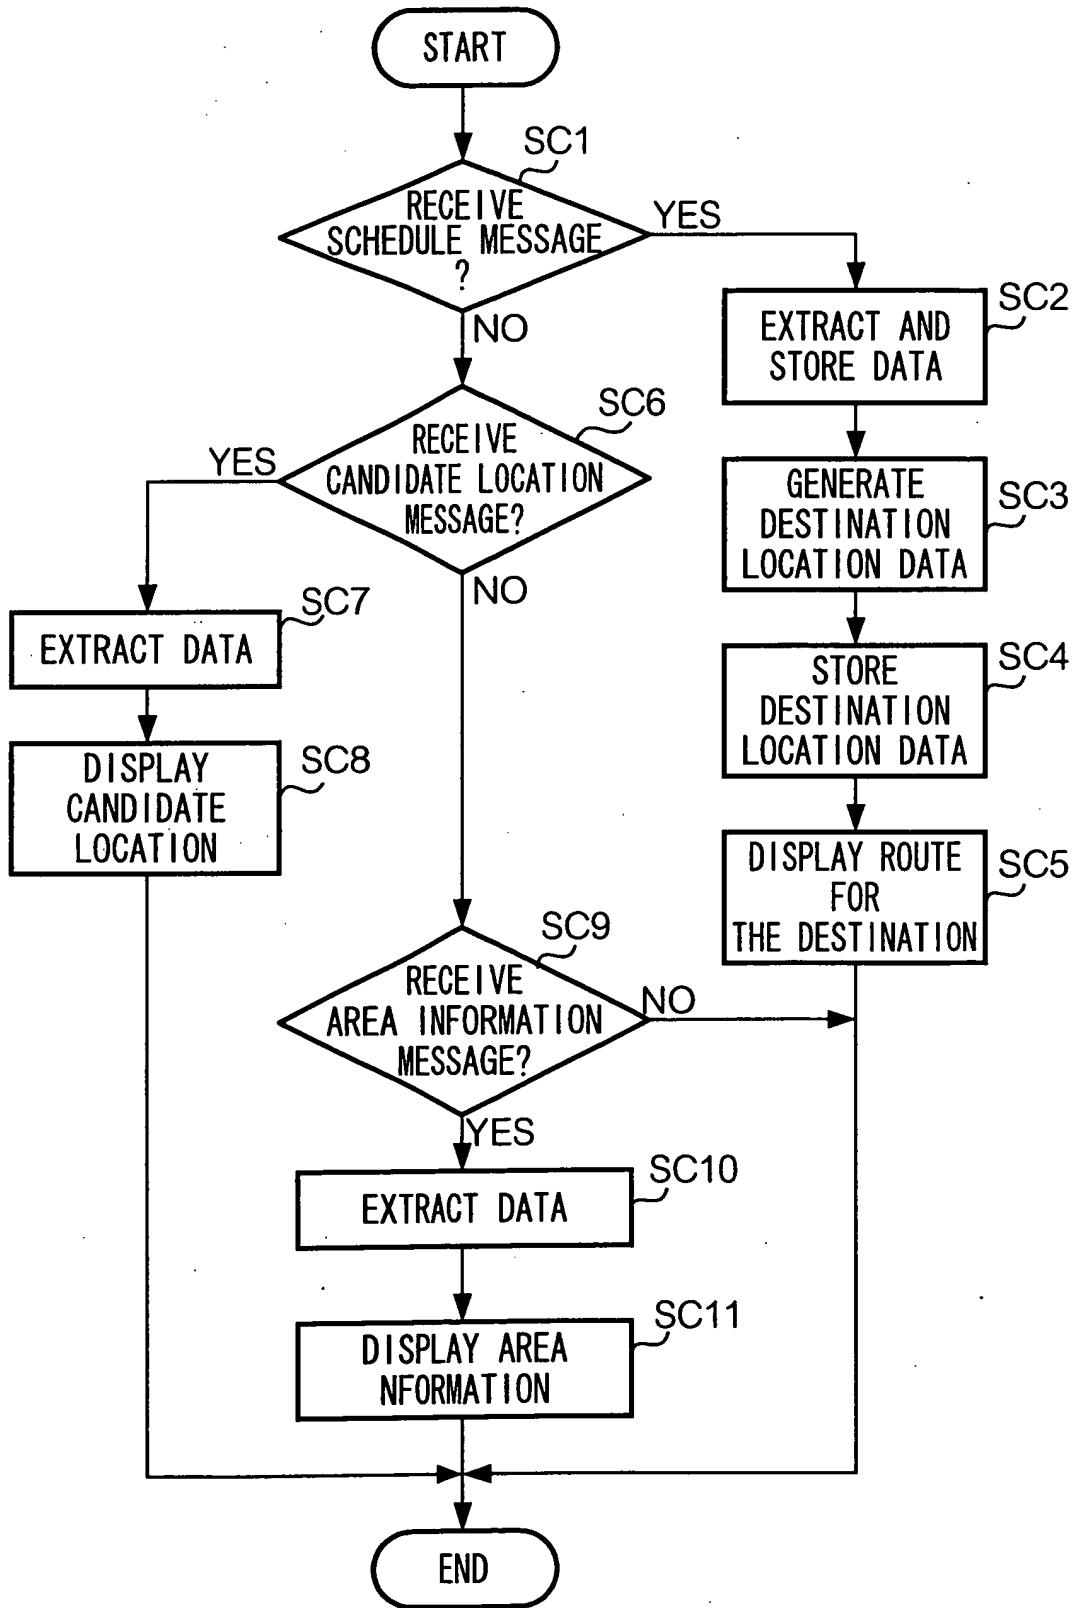 START
SC1
RECEIVE
SCHEDULE MESSAGE
?
YES
NO
SC2
EXTRACT AND
STORE DATA
SC6
RECEIVE
CANDIDATE LOCATION
MESSAGE?
YES
NO
SC3
GENERATE
DESTINATION
LOCATION DATA
SC7
EXTRACT DATA
SC4
STORE
DESTINATION
LOCATION DATA
SC8
DISPLAY
CANDIDATE
LOCATION
SC5
DISPLAY ROUTE
FOR
THE DESTINATION
SC9
RECEIVE
AREA INFORMATION
MESSAGE?
NO
YES
SC10
EXTRACT DATA
SC11
DISPLAY AREA
NFORMATION
END